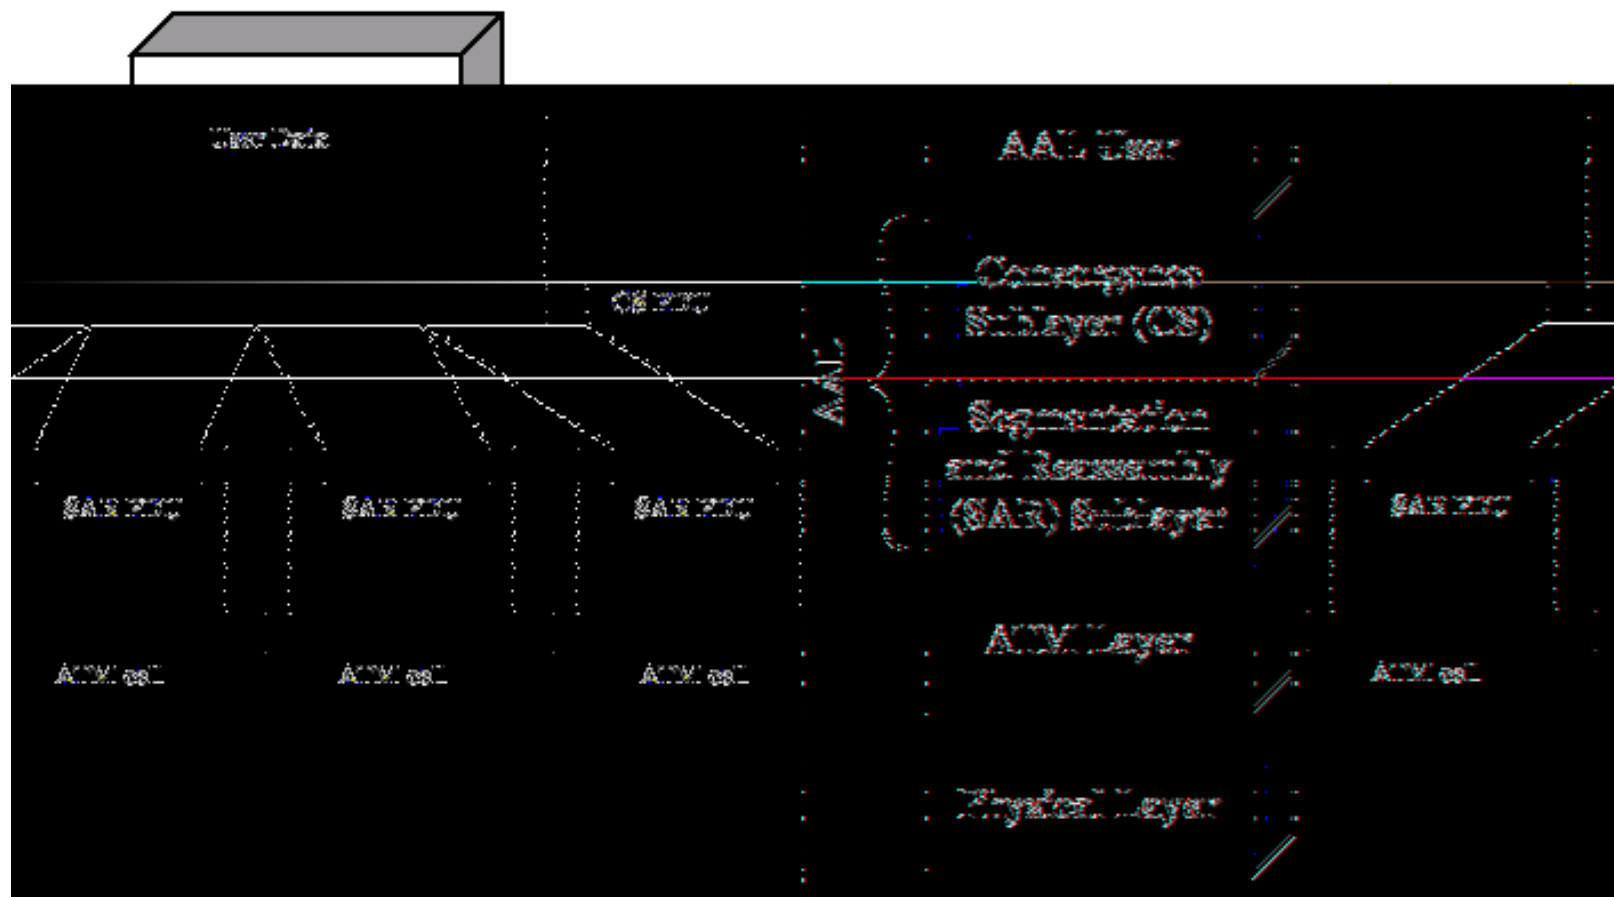 User Data
AAL User
CS PDU
Convergence
Sublayer (CS)
AAL
Segmentation
and Reassembly
(SAR) Sublayer
SAR PDU
SAR PDU
SAR PDU
SAR PDU
ATM Layer
ATM cell
ATM cell
ATM cell
ATM cell
Physical Layer